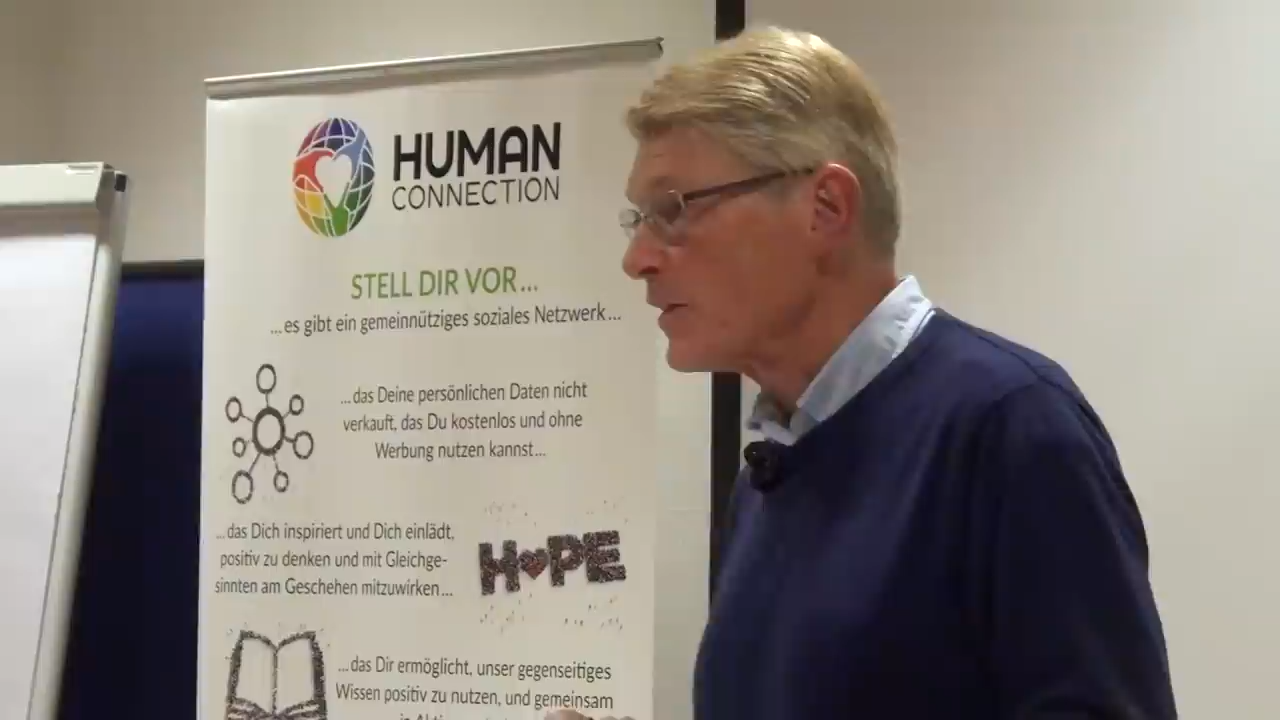 HUMAN
CONNECTION
STELL DIR VOR...
...es gibt ein gemeinnütziges soziales Netzwerk...
...das Deine persönlichen Daten nicht
verkauft, das Du kostenlos und ohne
Werbung nutzen kannst...
...das Dich inspiriert und Dich einlädt,
positiv zu denken und mit Gleichge-
sinnten am Geschehen mitzuwirken...
HOPE
...das Dir ermöglicht, unser gegenseitiges
Wissen positiv zu nutzen, und gemeinsam
in